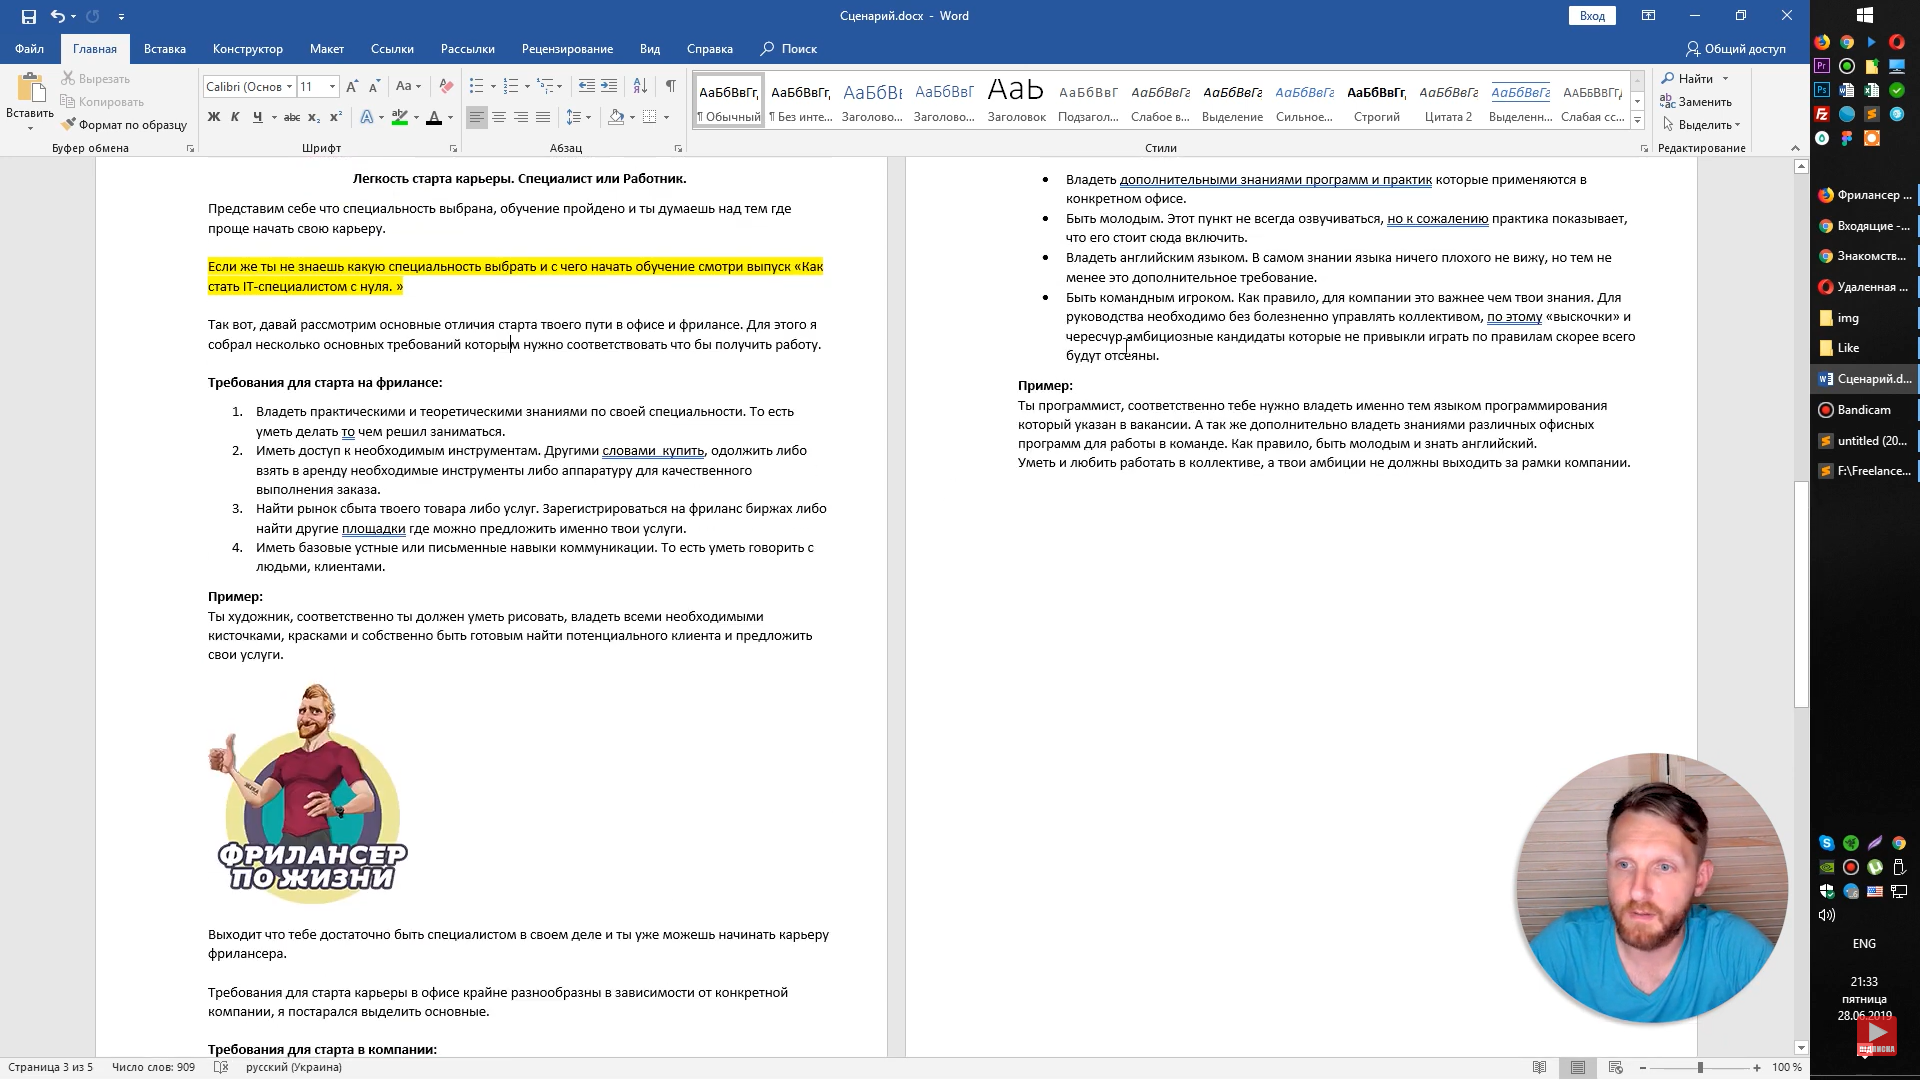 Сценарий.docx - Word
Вход
Файл
Главная
Вставка
Конструктор
Макет
Ссылки
Рассылки
Рецензирование
Вид
Справка
Поиск
Общий доступ
Вставить
Вырезать
Копировать
Формат по образцу
Буфер обмена
Calibri (Основ
11
Шрифт
Абзац
АаБбВвГг,
¶ Обычный
АаБбВвГг,
¶ Без инте...
АаБбВ
Заголово...
АаБбВвГ
Заголово...
АаЬ
Заголовок
АаБбВвГ
Подзагол...
АаБбВвГг
Слабое в...
АаБбВвГг
Выделение
АаБбВвГг
Сильное...
АаБбВвГг,
Строгий
АаБбВвГг
Цитата 2
АаБбВвГг
Выделенн...
АаБбВвГг
Слабая сс...
Стили
Найти
Заменить
Выделить
Редактирование
Легкость старта карьеры. Специалист или Работник.
Представим себе что специальность выбрана, обучение пройдено и ты думаешь над тем где
проще начать свою карьеру.
Если же ты не знаешь какую специальность выбрать и с чего начать обучение смотри выпуск «Как
стать IT-специалистом с нуля. »
Так вот, давай рассмотрим основные отличия старта твоего пути в офисе и фрилансе. Для этого я
собрал несколько основных требований которым нужно соответствовать что бы получить работу.
Требования для старта на фрилансе:
1. Владеть практическими и теоретическими знаниями по своей специальности. То есть
уметь делать то чем решил заниматься.
2. Иметь доступ к необходимым инструментам. Другими словами купить, одолжить либо
взять в аренду необходимые инструменты либо аппаратуру для качественного
выполнения заказа.
3. Найти рынок сбыта твоего товара либо услуг. Зарегистрироваться на фриланс биржах либо
найти другие площадки где можно предложить именно твои услуги.
4. Иметь базовые устные или письменные навыки коммуникации. То есть уметь говорить с
людьми, клиентами.
Пример:
Ты художник, соответственно ты должен уметь рисовать, владеть всеми необходимыми
кисточками, красками и собственно быть готовым найти потенциального клиента и предложить
свои услуги.
ФРИЛАНСЕР
ПО ЖИЗНИ
Выходит что тебе достаточно быть специалистом в своем деле и ты уже можешь начинать карьеру
фрилансера.
Требования для старта карьеры в офисе крайне разнообразны в зависимости от конкретной
компании, я постарался выделить основные.
Требования для старта в компании:
• Владеть дополнительными знаниями программ и практик которые применяются в
конкретном офисе.
• Быть молодым. Этот пункт не всегда озвучиваться, но к сожалению практика показывает,
что его стоит сюда включить.
• Владеть английским языком. В самом знании языка ничего плохого не вижу, но тем не
менее это дополнительное требование.
• Быть командным игроком. Как правило, для компании это важнее чем твои знания. Для
руководства необходимо без болезненно управлять коллективом, по этому «выскочки» и
чересчур амбициозные кандидаты которые не привыкли играть по правилам скорее всего
будут отсеяны.
Пример:
Ты программист, соответственно тебе нужно владеть именно тем языком программирования
который указан в вакансии. А так же дополнительно владеть знаниями различных офисных
программ для работы в команде. Как правило, быть молодым и знать английский.
Уметь и любить работать в коллективе, а твои амбиции не должны выходить за рамки компании.
Фрилансер ...
Входящие -...
Знакомств...
Удаленная ...
img
Like
Сценарий.d...
Bandicam
untitled (20...
F:\Freelance...
ENG
21:33
пятница
28.06.2019
Страница 3 из 5
Число слов: 909
русский (Украина)
100 %